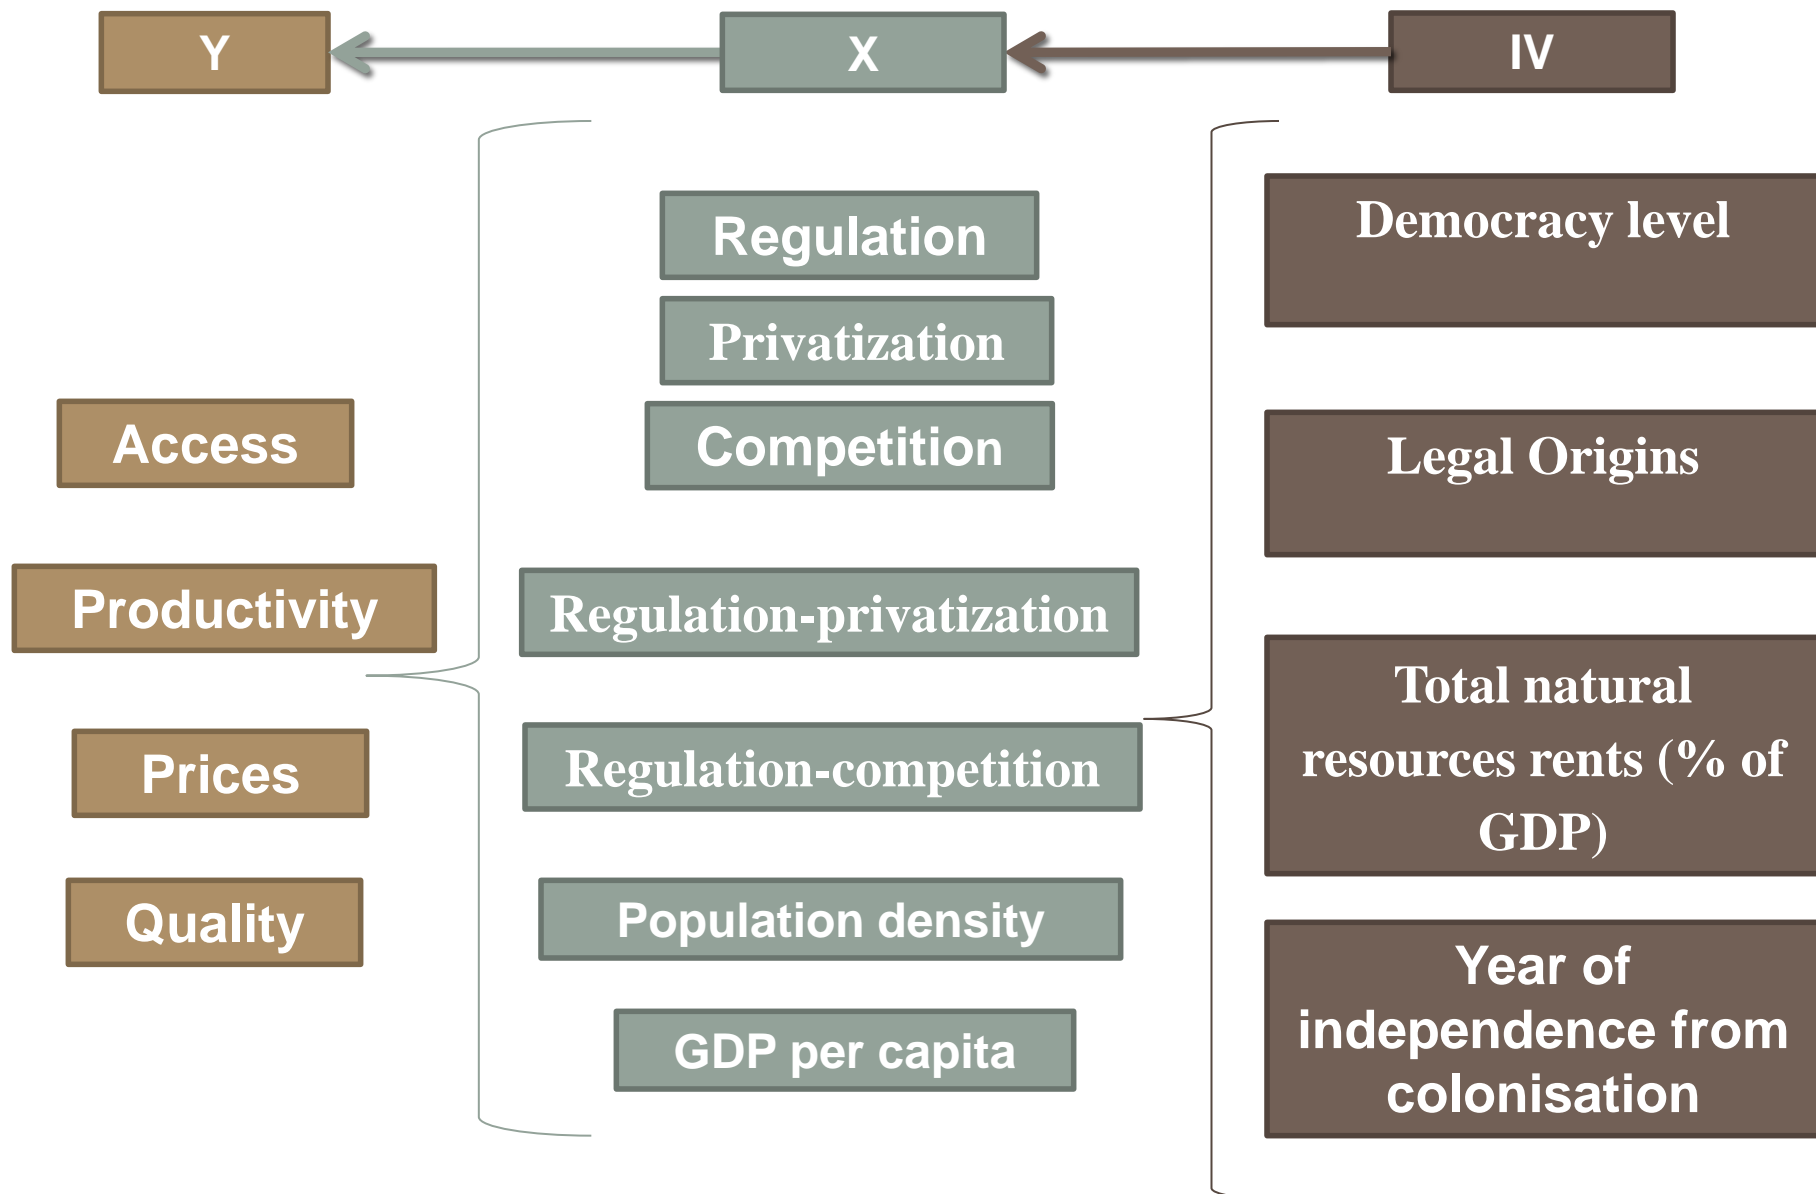 Y
X
IV
Access
Productivity
Prices
Quality
Regulation
Privatization
Competition
Regulation-privatization
Regulation-competition
Population density
GDP per capita
Democracy level
Legal Origins
Total natural
resources rents (% of
GDP)
Year of
independence from
colonisation